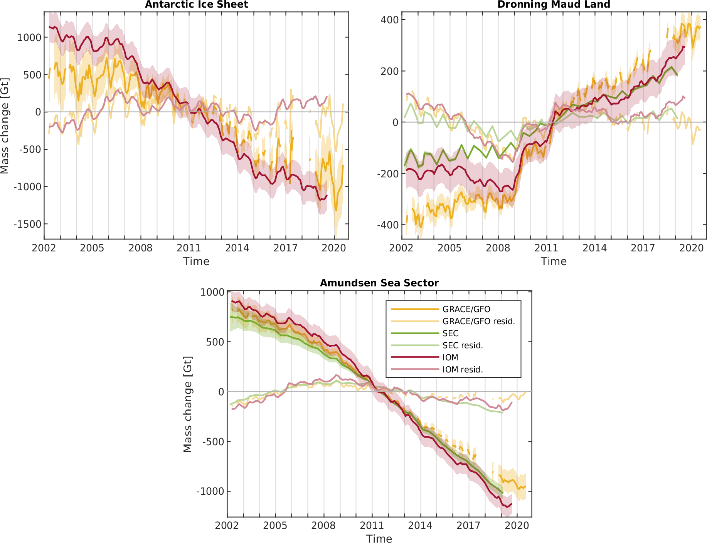 Antarctic Ice Sheet
Mass change [Gt]
1000
500
0
-500
-1000
-1500
2002 2005 2008 2011 2014 2017 2020
Time
Dronning Maud Land
400
200
0
-200
-400
2002 2005 2008 2011 2014 2017 2020
Time
Amundsen Sea Sector
Mass change [Gt]
1000
500
0
-500
-1000
2002 2005 2008 2011 2014 2017 2020
Time
GRACE/GFO
GRACE/GFO resid.
SEC
SEC resid.
IOM
IOM resid.